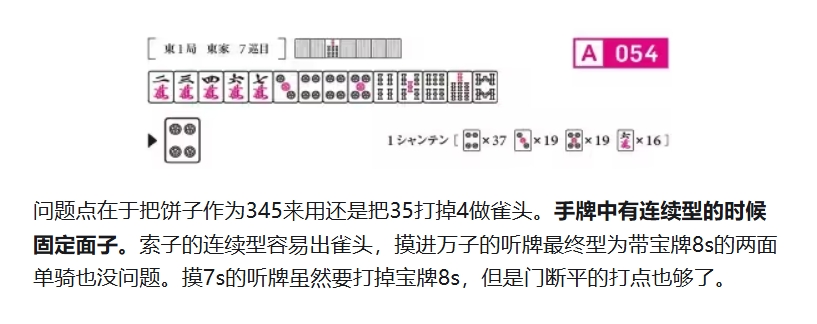 東1局 東家 7巡目
A 054
1シャンテン [ ×37 ×19 ×19 ×16 ]
问题点在于把饼子作为345来用还是把35打掉4做雀头。手牌中有连续型的时候
固定面子。索子的连续型容易出雀头，摸进万子的听牌最终型为带宝牌8s的两面
单骑也没问题。摸7s的听牌虽然要打掉宝牌8s，但是门断平的打点也够了。